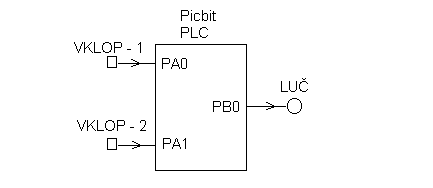 Picbit
PLC
VKLOP - 1
PA0
LUČ
PB0
VKLOP - 2
PA1